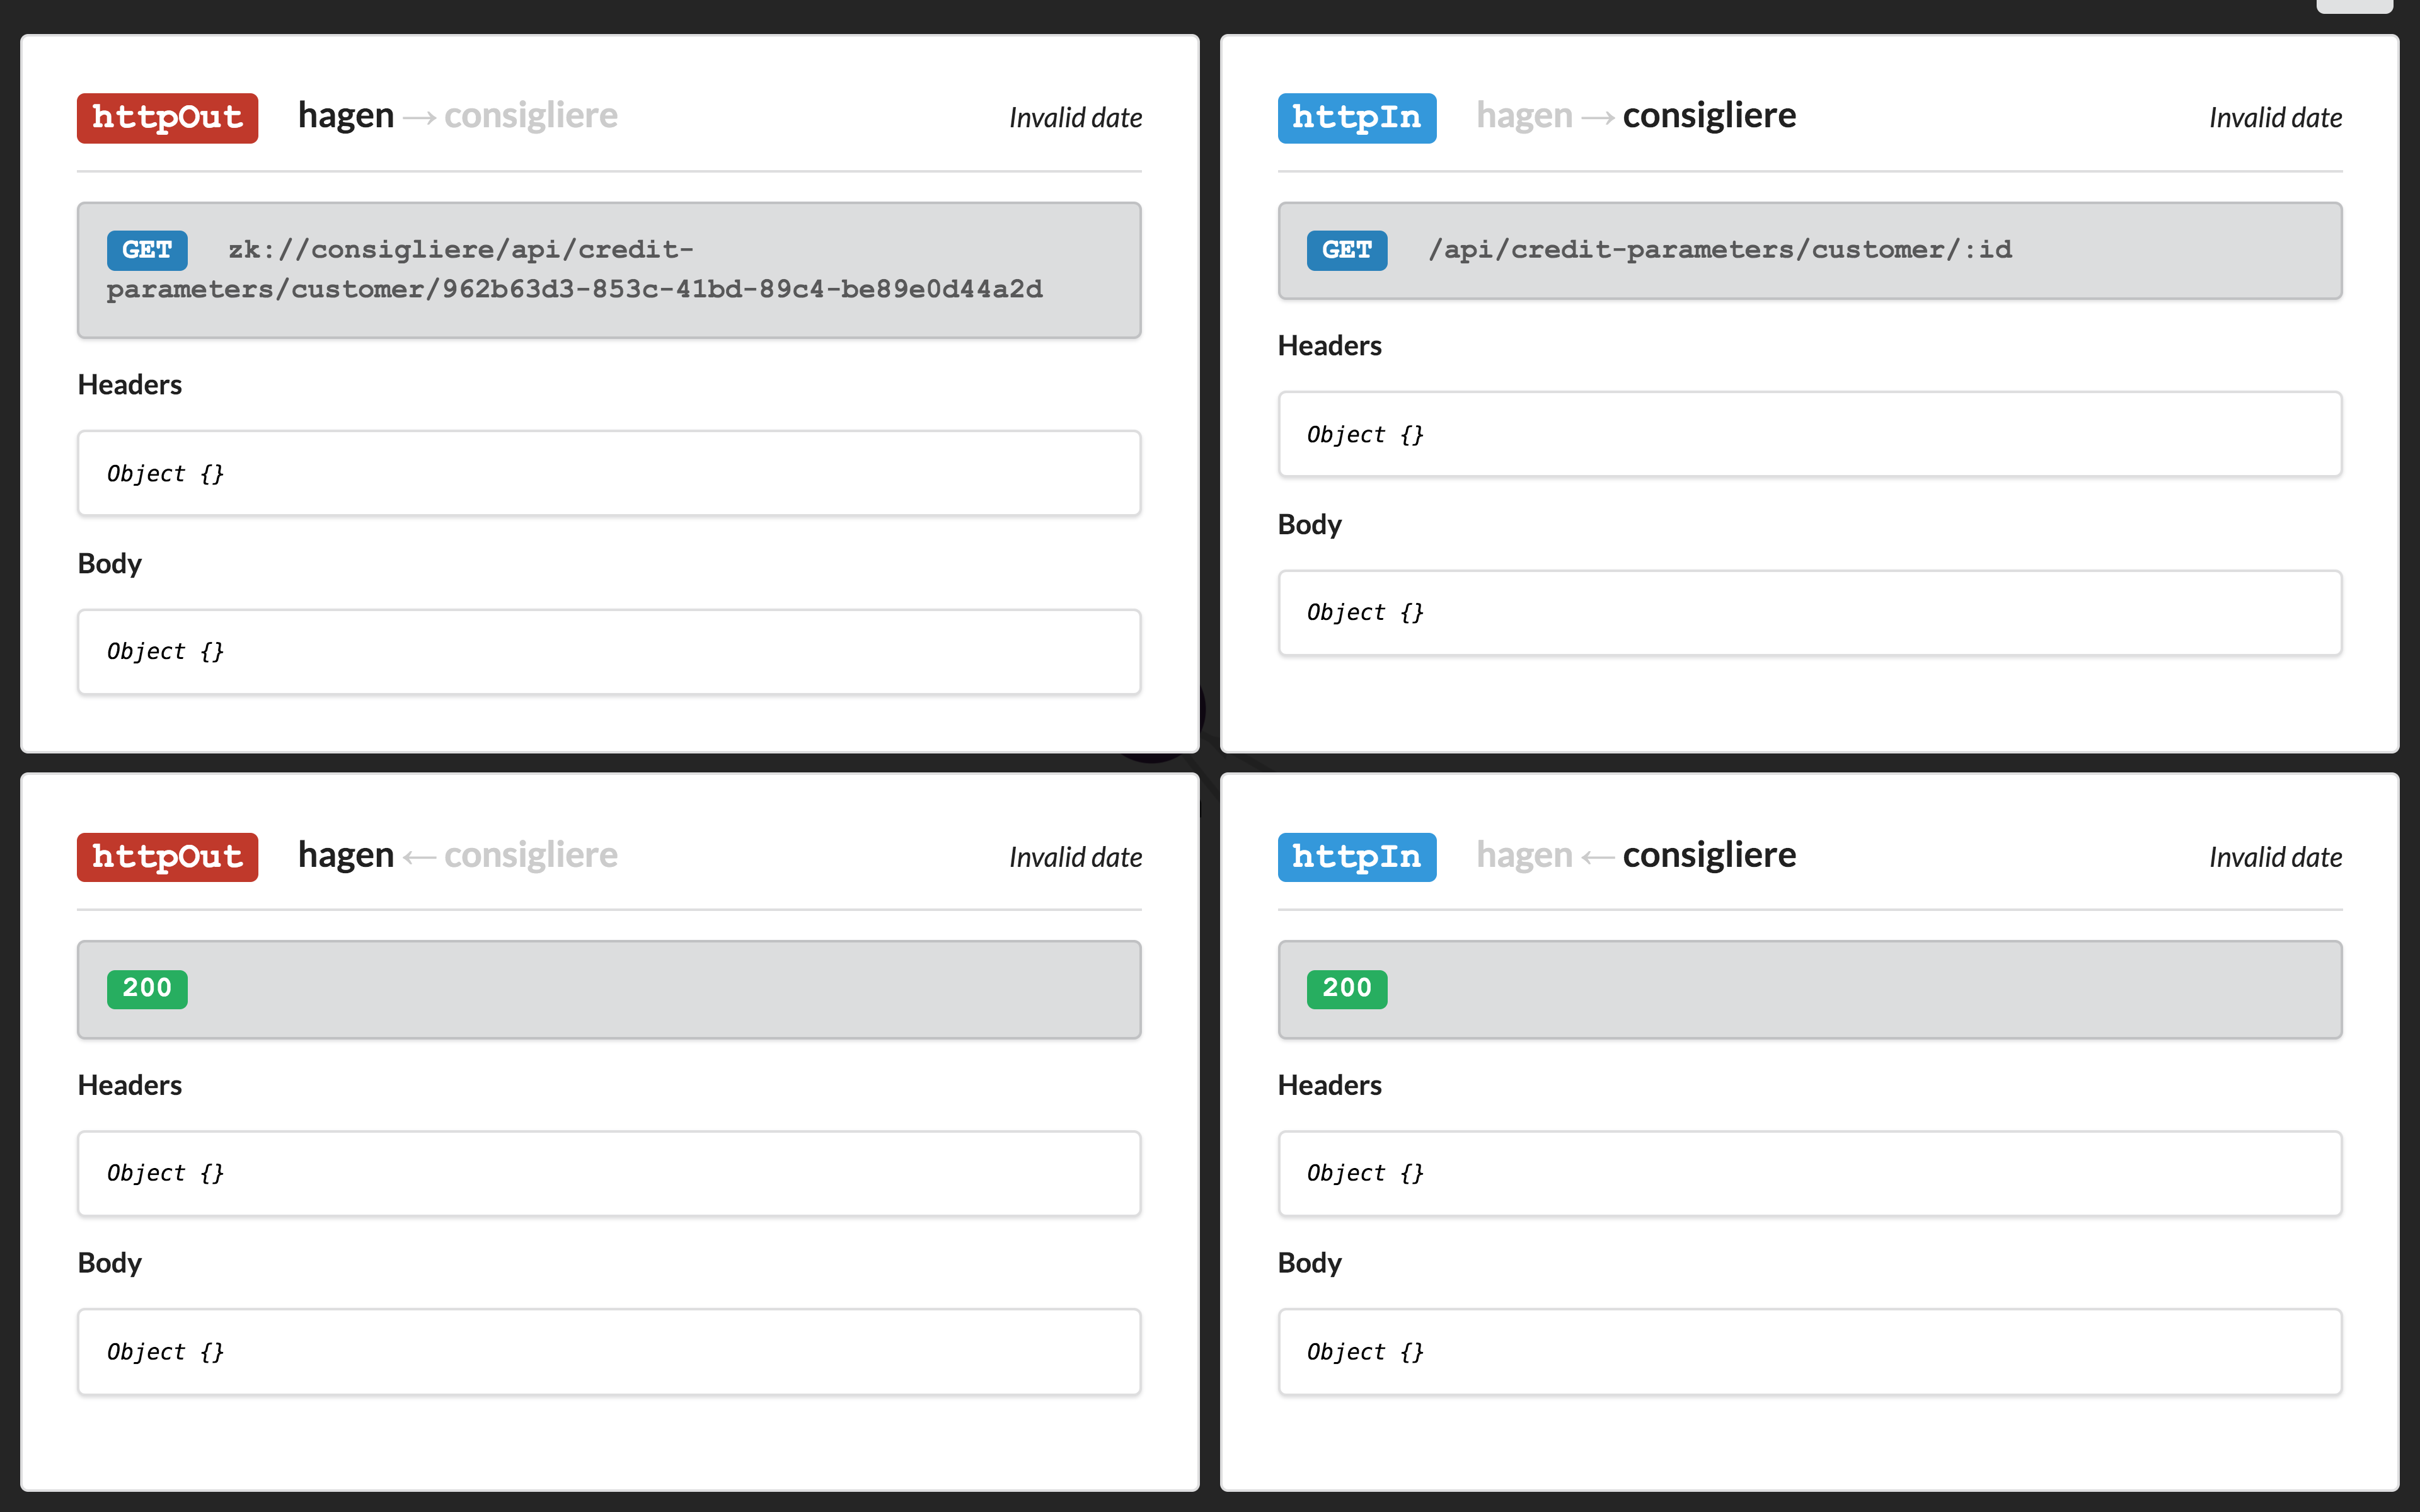 httpOut hagen → consigliere Invalid date
GET zk://consigliere/api/credit-
parameters/customer/962b63d3-853c-41bd-89c4-be89e0d44a2d
Headers
Object {}
Body
Object {}
httpIn hagen → consigliere Invalid date
GET /api/credit-parameters/customer/:id
Headers
Object {}
Body
Object {}
httpOut hagen ← consigliere Invalid date
200
Headers
Object {}
Body
Object {}
httpIn hagen ← consigliere Invalid date
200
Headers
Object {}
Body
Object {}